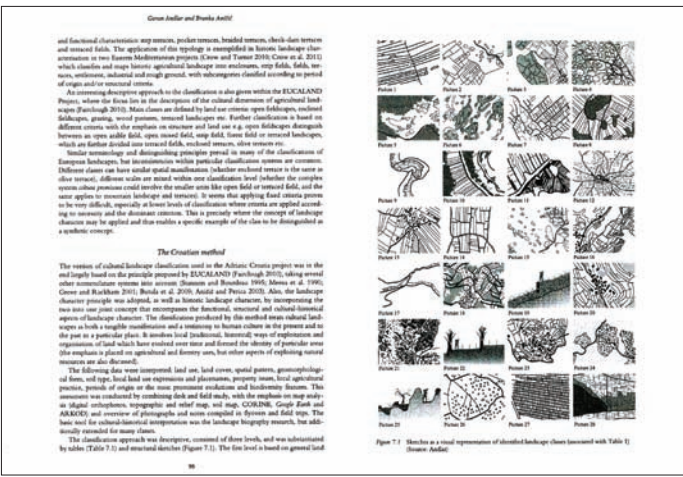 Goran Andlar and Branka Aničić
and functional characteristics: step terraces, pocket terraces, braided terraces, check-dam terraces
and terraced fields. The application of this typology is exemplified in historic landscape char-
acterisation in two Eastern Mediterranean projects (Crow and Turner 2010; Crow et al. 2011)
which classifies and maps historic agricultural landscape into enclosures, strip fields, fields, ter-
races, settlement, industrial and rough ground, with subcategories classified according to period
of origin and/or structural criteria.
An interesting descriptive approach to the classification is also given within the EUCALAND
Project, where the focus lies in the description of the cultural dimension of agricultural land-
scapes (Fairclough 2010). Main classes are defined by land use criteria: open fieldscapes, enclosed
fieldscapes, grazing, wood pastures, terraced landscapes etc. Further classification is based on
different criteria with the emphasis on structure and land use e.g. open fieldscapes distinguish
between an open arable field, open mixed field, strip field, forest field or terraced landscapes,
which are further divided into terraced fields, enclosed terraces, olive terraces etc.
Similar terminology and distinguishing principles prevail in many of the classifications of
European landscapes, but inconsistencies within particular classification systems are common.
Different classes can have similar spatial manifestation (whether enclosed terrace is the same as
olive terrace), different scales are mixed within one classification level (whether the complex
system coltura promiscua could involve the smaller units like open field or terraced field, and the
same applies to mountain landscape and terraces). It seems that applying fixed criteria proves
to be very difficult, especially at lower levels of classification where criteria are applied accord-
ing to necessity and the dominant criterion. This is precisely where the concept of landscape
character may be applied and thus enables a specific example of the class to be distinguished as
a synthetic concept.
The Croatian method
The version of cultural landscape classification used in the Adriatic Croatia project was in the
end largely based on the principle proposed by EUCALAND (Fairclough 2010), taking several
other nomenclature systems into account (Stanners and Bourdeau 1995; Meeus et al. 1990;
Grove and Rackham 2001; Bunda et al. 2009; Aničić and Perica 2003). Also, the landscape
character principle was adopted, as well as historic landscape character, by incorporating the
two into one joint concept that encompasses the functional, structural and cultural-historical
aspects of landscape character. The classification produced by this method treats cultural land-
scapes as both a tangible manifestation and a testimony to human culture in the present and to
the past in a particular place. It involves local (traditional, historical) ways of exploitation and
organisation of land which have evolved over time and formed the identity of particular areas
(the emphasis is placed on agricultural and forestry uses, but other aspects of exploiting natural
resources are also discussed).
The following data were interpreted: land use, land cover, spatial pattern, geomorphologi-
cal form, soil type, local land use expressions and placenames, property issues, local agricultural
practice, periods of origin or the most prominent evolutions and biodiversity features. This
assessment was conducted by combining desk and field study, with the emphasis on map analy-
sis (digital orthophotos, topographic and relief map, soil map, CORINE, Google Earth and
ARKOD) and overview of photographs and notes compiled in flyovers and field trips. The
basic tool for cultural-historical interpretation was the landscape biography research, but addi-
tionally extended for many classes.
The classification approach was descriptive, consisted of three levels, and was substantiated
by tables (Table 7.1) and structural sketches (Figure 7.1). The first level is based on general land
90
Picture 1 Picture 2 Picture 3 Picture 4
Picture 5 Picture 6 Picture 7 Picture 8
Picture 9 Picture 10 Picture 11 Picture 12
Picture 13 Picture 14 Picture 15 Picture 16
Picture 17 Picture 18 Picture 19 Picture 20
Picture 21 Picture 22 Picture 23 Picture 24
Picture 25 Picture 26 Picture 27 Picture 28
Figure 7.1 Sketches as a visual representation of identified landscape classes (associated with Table 1)
(Source: Andlar)